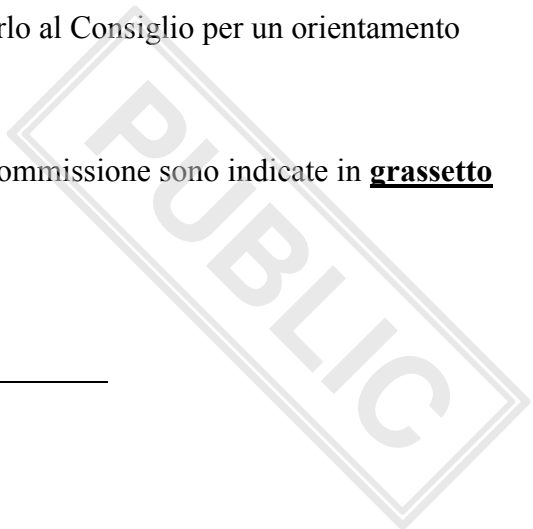 rlo al Consiglio per un orientamento
ommissione sono indicate in grassetto
PUBLIC